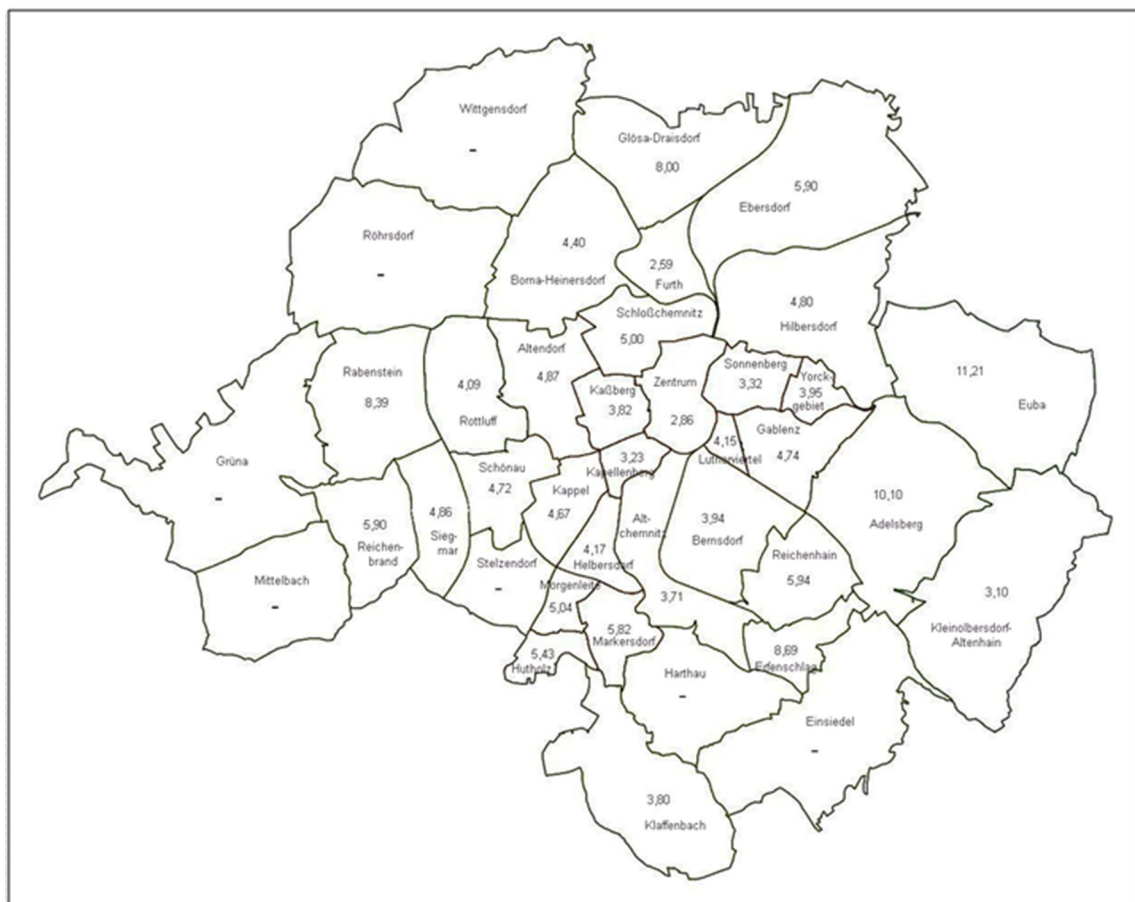 Wittgensdorf
-
Glösa-Draisdorf
8,00
5,90
Ebersdorf
Röhrsdorf
-
4,40
Borna-Heinersdorf
2,59
Furth
4,80
Hilbersdorf
Schloßchemnitz
5,00
Altendorf
4,87
Rabenstein
8,39
4,09
Rottluff
Kaßberg
3,82
Zentrum
2,86
Sonnenberg
3,32
Yorck-
3,95
gebiet
11,21
Euba
Grüna
-
Schönau
4,72
3,23
Kapellenberg
4,15
Lutherviertel
Gablenz
4,74
Kappel
4,67
4,86
Sieg-
mar
5,90
Reichen-
brand
Alt-
chemnitz
3,71
3,94
Bernsdorf
10,10
Adelsberg
Mittelbach
-
Stelzendorf
-
4,17
Helbersdorf
Reichenhain
5,94
Morgenleite
5,04
5,82
Markersdorf
3,10
Kleinolbersdorf-
Altenhain
5,43
Hutholz
8,69
Erfenschlag
Harthau
-
Einsiedel
-
3,80
Klaffenbach